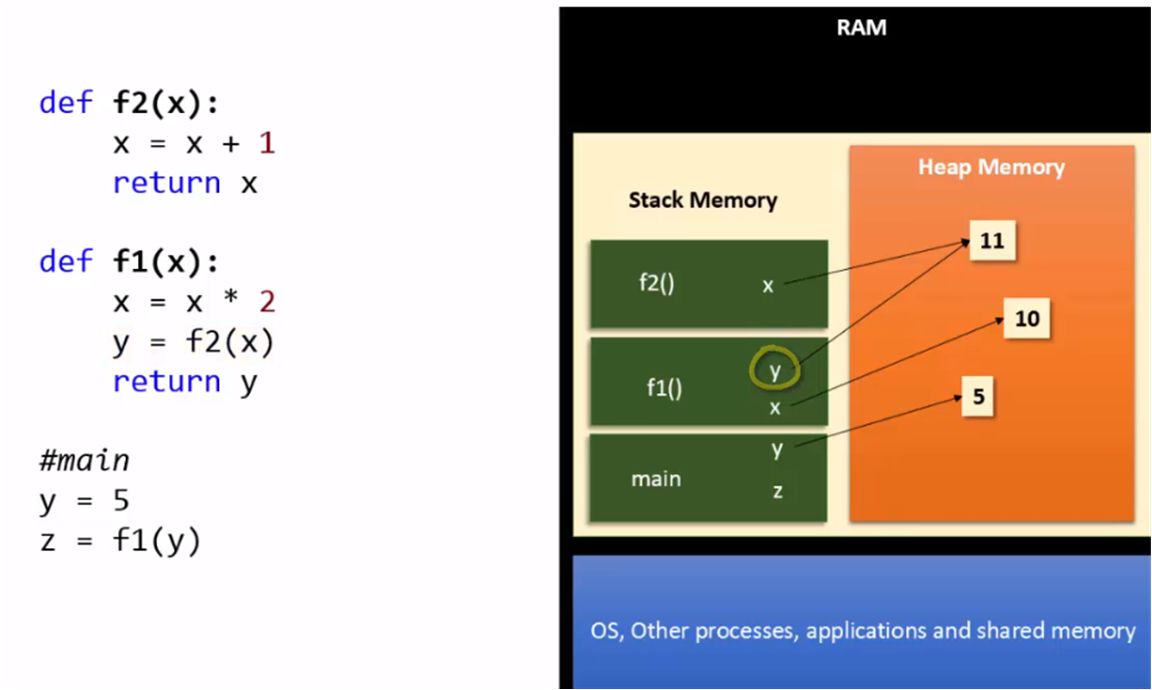 def f2(x):
    x = x + 1
    return x
def f1(x):
    x = x * 2
    y = f2(x)
    return y
#main
y = 5
z = f1(y)
RAM
Stack Memory
Heap Memory
f2()
x
f1()
y
x
main
y
z
11
10
5
OS, Other processes, applications and shared memory